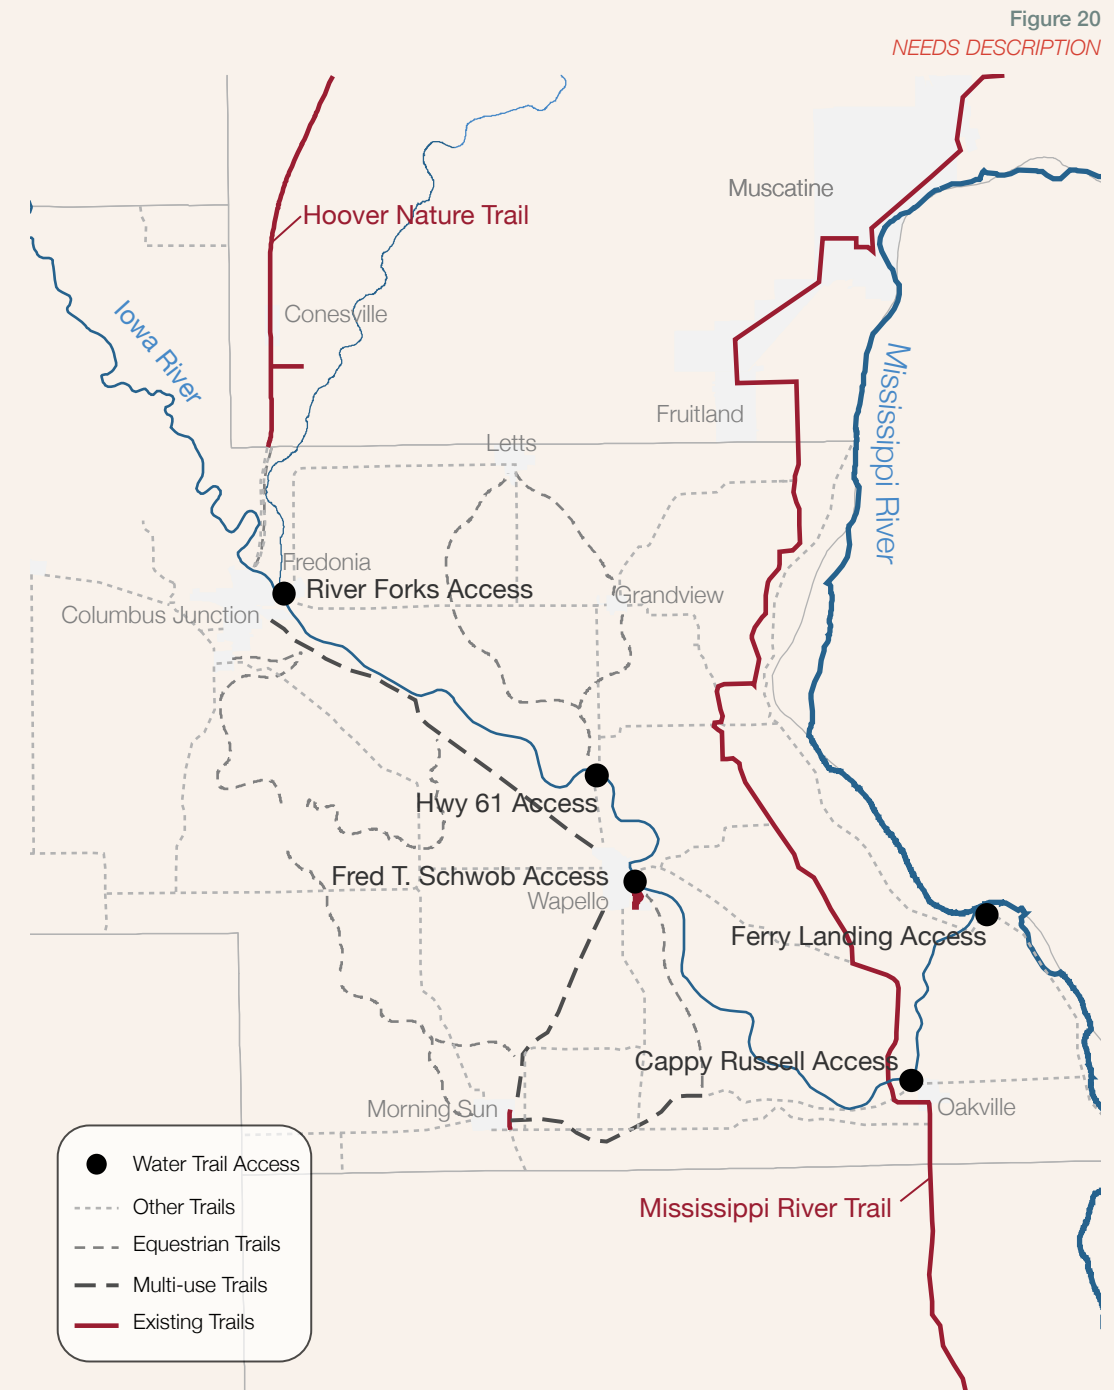 Figure 20
NEEDS DESCRIPTION
Muscatine
Hoover Nature Trail
Conesville
Iowa River
Mississippi River
Fruitland
Letts
Fredonia
River Forks Access
Grandview
Columbus Junction
Hwy 61 Access
Fred T. Schwob Access
Wapello
Ferry Landing Access
Cappy Russell Access
Morning Sun
Oakville
Mississippi River Trail
Water Trail Access
Other Trails
Equestrian Trails
Multi-use Trails
Existing Trails